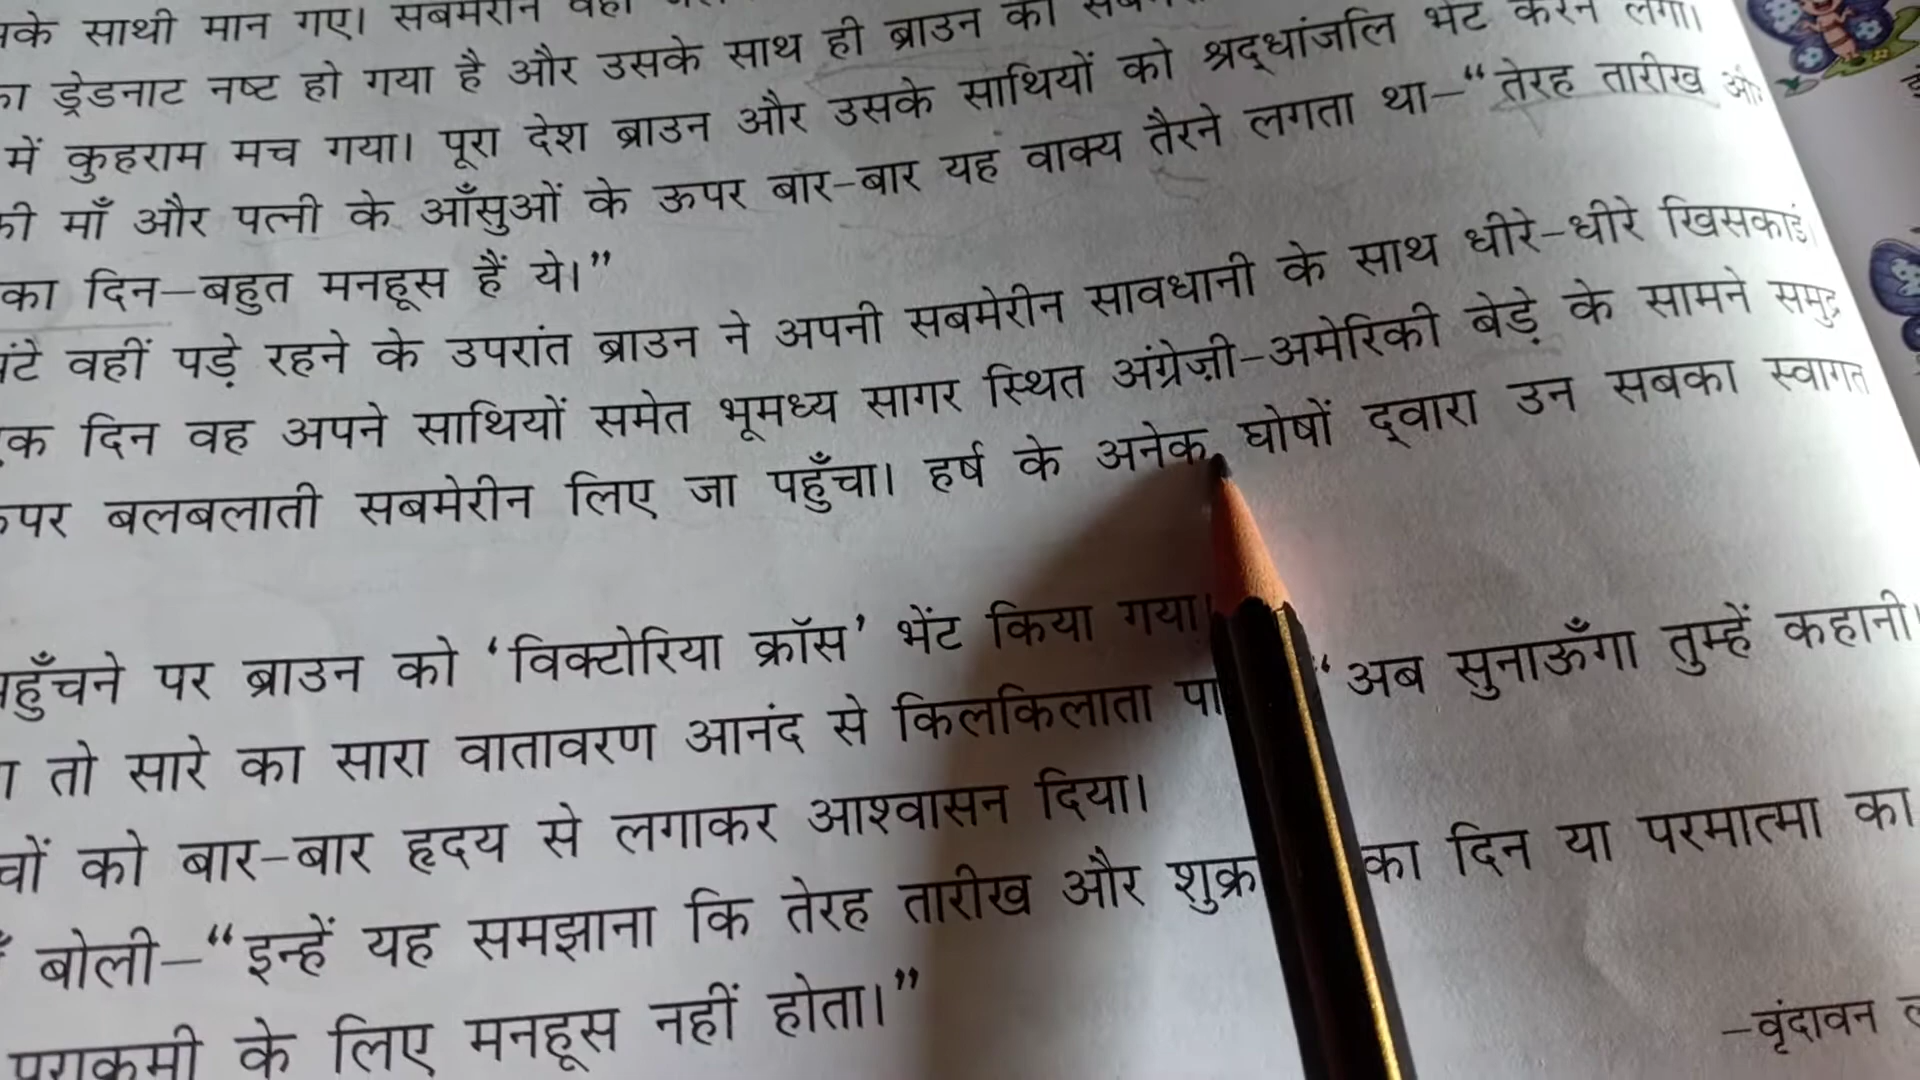 साथी मान गए। सबमेरीन
ड्रेडनाट नष्ट हो गया है और उसके साथ ही ब्राउन का
में कुहराम मच गया। पूरा देश ब्राउन और उसके साथियों को श्रद्धांजलि भेंट करने लगा।
माँ और पत्नी के आँसुओं के ऊपर बार-बार यह वाक्य तैरने लगता था-“तेरह तारीख
का दिन-बहुत मनहूस हैं ये।”
वहीं पड़े रहने के उपरांत ब्राउन ने अपनी सबमेरीन सावधानी के साथ धीरे-धीरे खिसकाई।
दिन वह अपने साथियों समेत भूमध्य सागर स्थित अंग्रेज़ी-अमेरिकी बेड़े के सामने समुद्र
बलबलाती सबमेरीन लिए जा पहुँचा। हर्ष के अनेक घोषों द्वारा उन सबका स्वागत
पर ब्राउन को ‘विक्टोरिया क्रॉस’ भेंट किया गया।
तो सारे का सारा वातावरण आनंद से किलकिलाता “अब सुनाऊँगा तुम्हें कहानी।
को बार-बार हृदय से लगाकर आश्वासन दिया।
बोली-“इन्हें यह समझाना कि तेरह तारीख और का दिन या परमात्मा का
पराक्रमी के लिए मनहूस नहीं होता।”
-वृंदावन